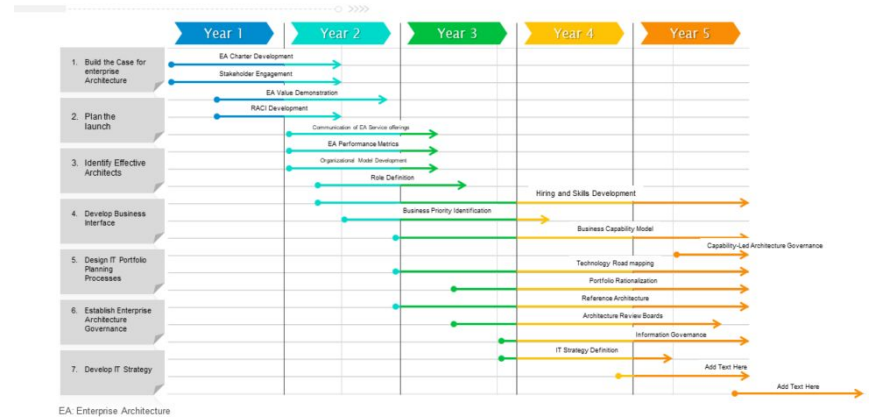 Year 1
Year 2
Year 3
Year 4
Year 5
1. Build the Case for
enterprise
Architecture
2. Plan the
launch
3. Identify Effective
Architects
4. Develop Business
Interface
5. Design IT Portfolio
Planning
Processes
6. Establish Enterprise
Architecture
Governance
7. Develop IT Strategy
EA Charter Development
Stakeholder Engagement
EA Value Demonstration
RACI Development
Communication of EA Service offerings
EA Performance Metrics
Organizational Model Development
Role Definition
Hiring and Skills Development
Business Priority Identification
Business Capability Model
Capability-Led Architecture Governance
Technology Road mapping
Portfolio Rationalization
Reference Architecture
Architecture Review Boards
Information Governance
IT Strategy Definition
Add Text Here
Add Text Here
EA: Enterprise Architecture